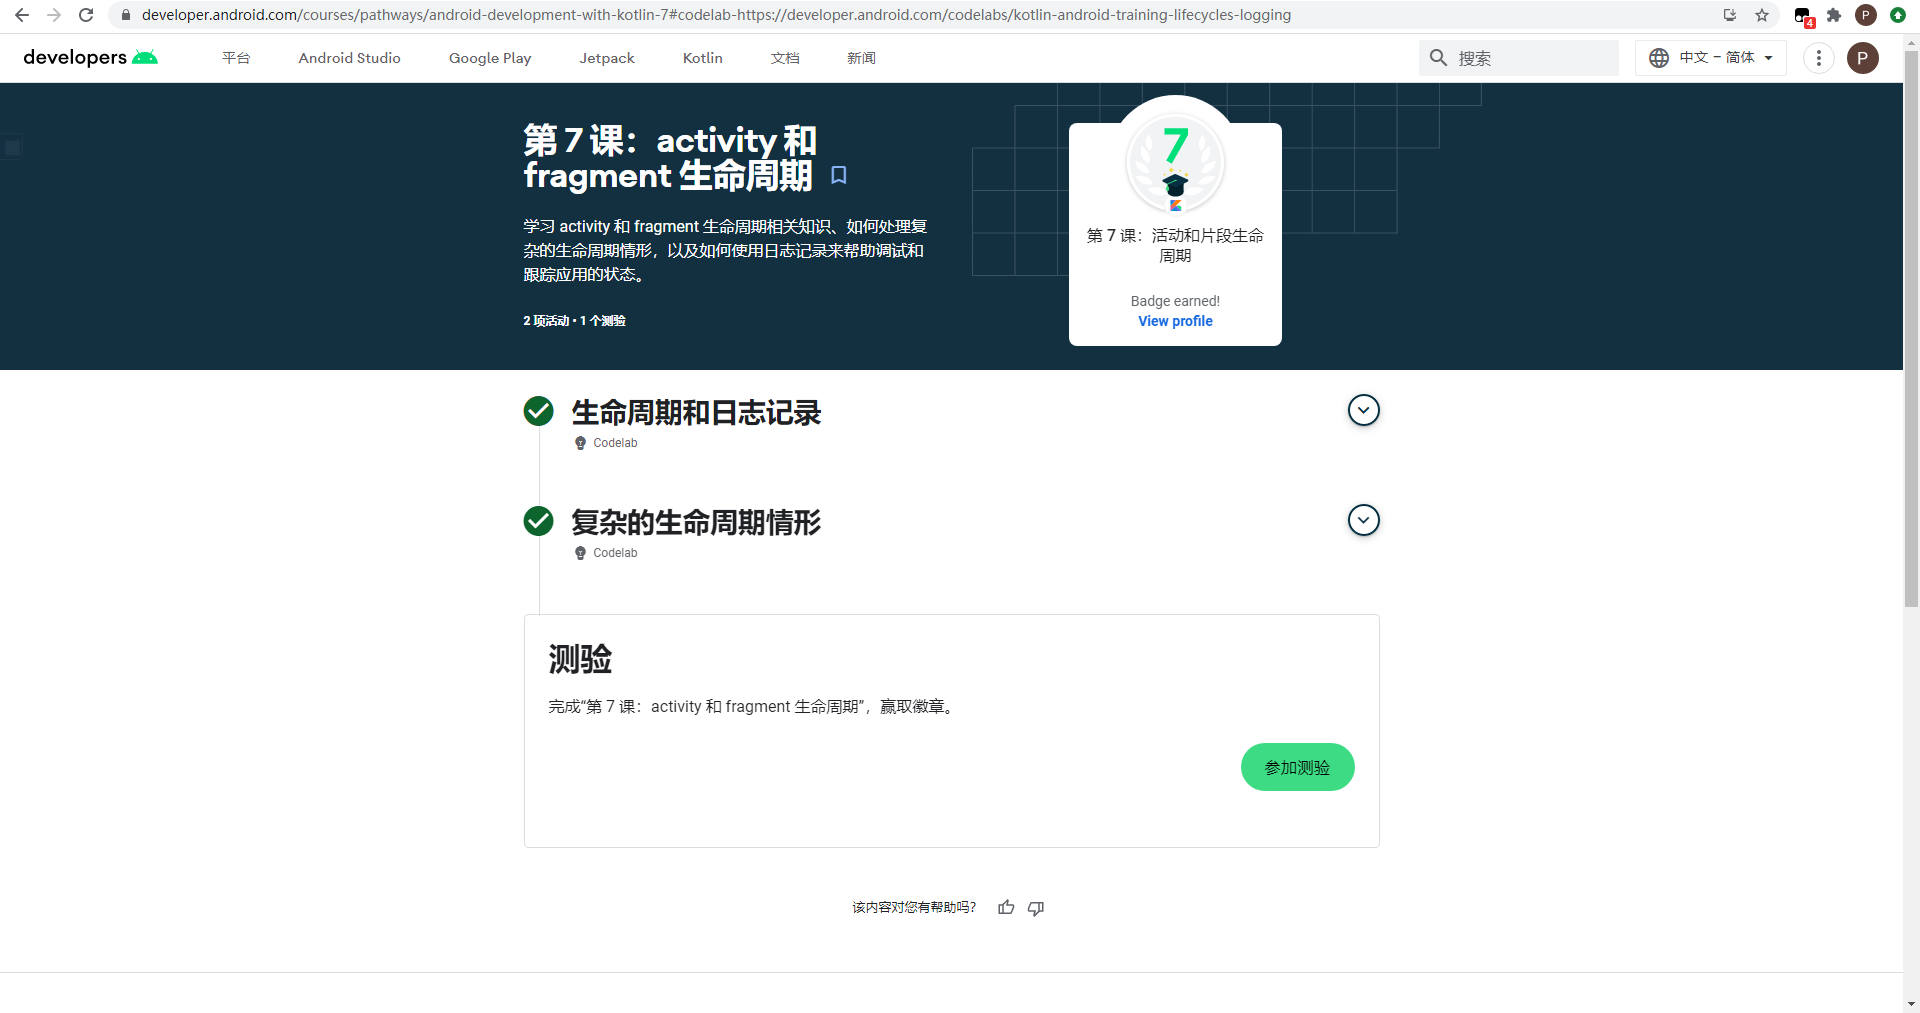 developer.android.com/courses/pathways/android-development-with-kotlin-7#codelab-https://developer.android.com/codelabs/kotlin-android-training-lifecycles-logging
4
P
developers
平台
Android Studio
Google Play
Jetpack
Kotlin
文档
新闻
搜索
中文 – 简体
P
第 7 课：activity 和
fragment 生命周期
学习 activity 和 fragment 生命周期相关知识、如何处理复
杂的生命周期情形，以及如何使用日志记录来帮助调试和
跟踪应用的状态。
2 项活动 • 1 个测验
7
第 7 课：活动和片段生命
周期
Badge earned!
View profile
生命周期和日志记录
Codelab
复杂的生命周期情形
Codelab
测验
完成“第 7 课：activity 和 fragment 生命周期”，赢取徽章。
参加测验
该内容对您有帮助吗？